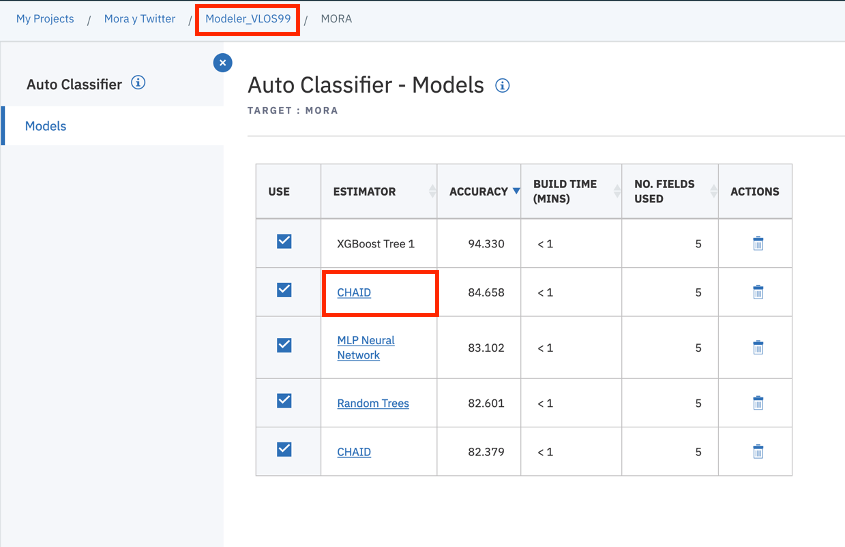 My Projects / Mora y Twitter / Modeler_VLOS99 / MORA
Auto Classifier
Models
Auto Classifier - Models
TARGET : MORA
USE ESTIMATOR ACCURACY BUILD TIME (MINS) NO. FIELDS USED ACTIONS
XGBoost Tree 1 94.330 < 1 5
CHAID 84.658 < 1 5
MLP Neural Network 83.102 < 1 5
Random Trees 82.601 < 1 5
CHAID 82.379 < 1 5